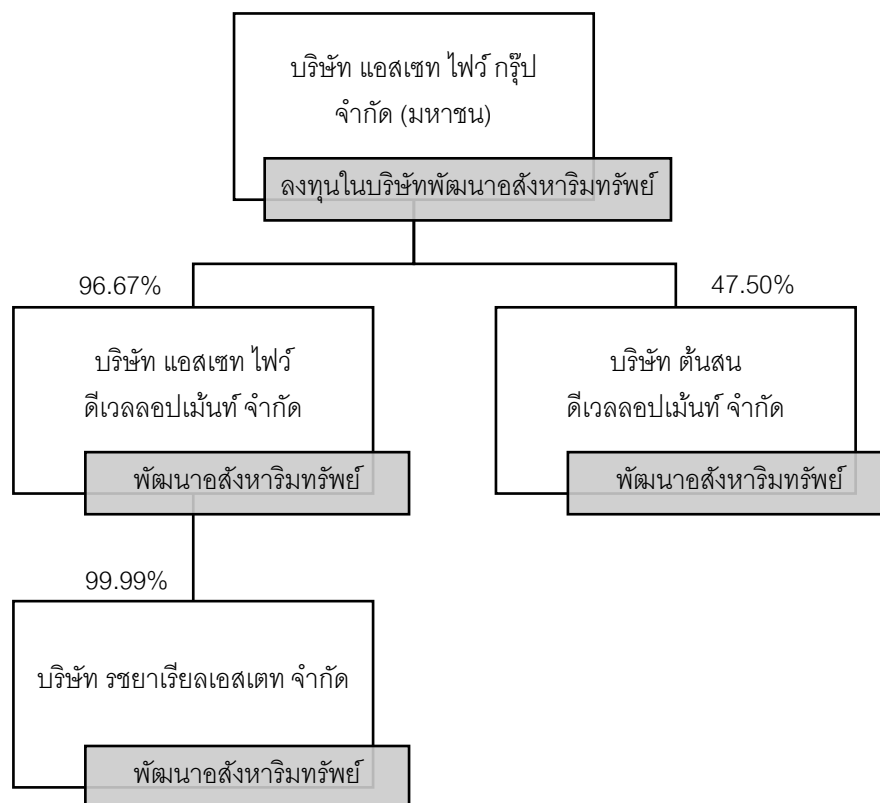 บริษัท แอสเซท ไฟว์ กรุ๊ป
จำกัด (มหาชน)
ลงทุนในบริษัทพัฒนาอสังหาริมทรัพย์
96.67%
47.50%
บริษัท แอสเซท ไฟว์
ดีเวลลอปเม้นท์ จำกัด
พัฒนาอสังหาริมทรัพย์
บริษัท ต้นสน
ดีเวลลอปเม้นท์ จำกัด
พัฒนาอสังหาริมทรัพย์
99.99%
บริษัท รชยาเรียลเอสเตท จำกัด
พัฒนาอสังหาริมทรัพย์